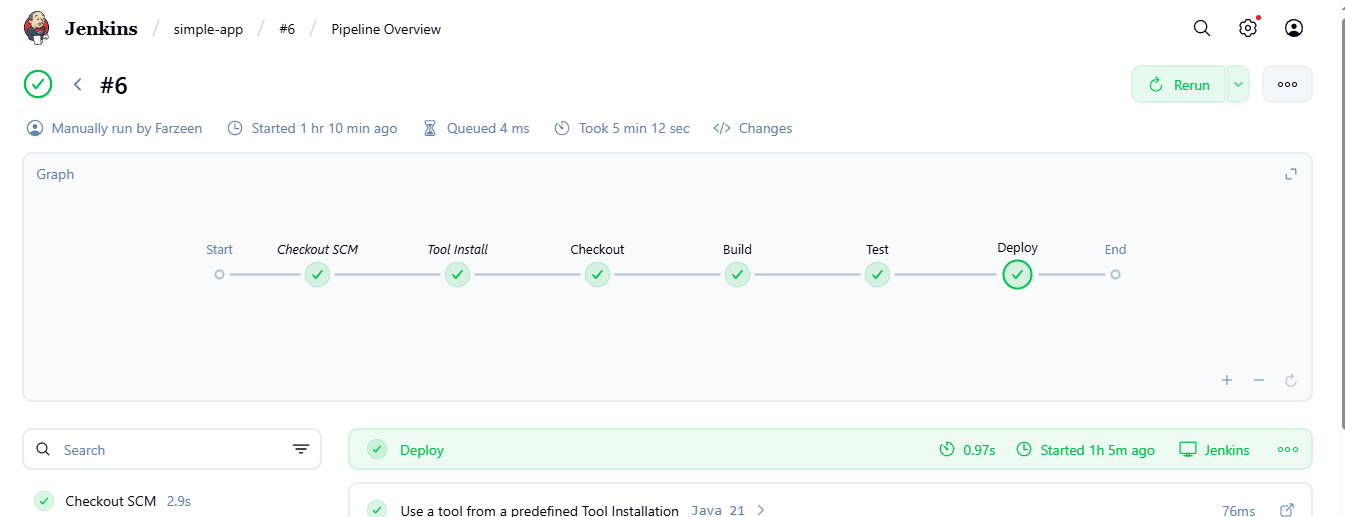 Jenkins / simple-app / #6 / Pipeline Overview
#6
Rerun
Manually run by Farzeen Started 1 hr 10 min ago Queued 4 ms Took 5 min 12 sec </> Changes
Graph
Start Checkout SCM Tool Install Checkout Build Test Deploy End
Search
Deploy 0.97s Started 1h 5m ago Jenkins
Checkout SCM 2.9s
Use a tool from a predefined Tool Installation Java 21 76ms